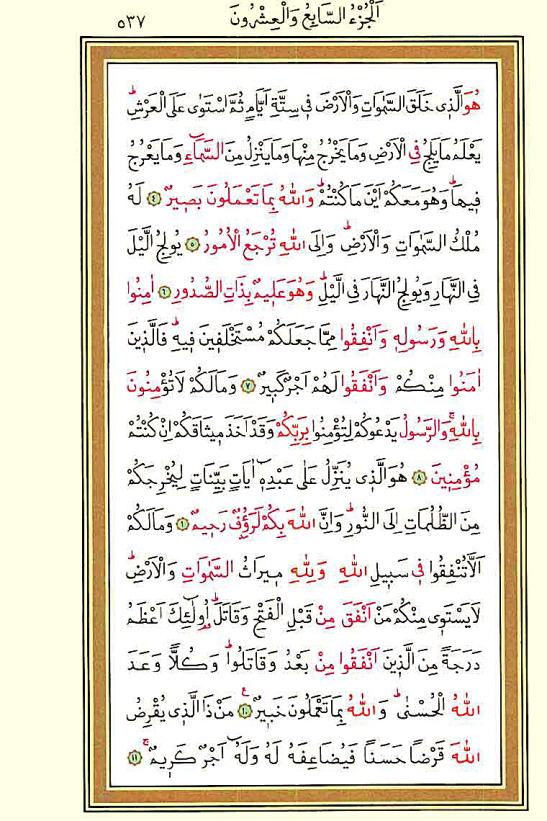 ٥٣٧
اَلْجُزْءُ السَّابِعُ وَالْعِشْرُونَ
هُوَ الَّذِى خَلَقَ السَّمٰوَاتِ وَالْاَرْضَ فِى سِتَّةِ اَيَّامٍ ثُمَّ اسْتَوٰى عَلَى الْعَرْشِۜ
يَعْلَمُ مَا يَلِجُ فِى الْاَرْضِ وَمَا يَخْرُجُ مِنْهَا وَمَا يَنْزِلُ مِنَ السَّمَٓاءِ وَمَا يَعْرُجُ
فِيهَاۜ وَهُوَ مَعَكُمْ اَيْنَ مَا كُنْتُمْۜ وَاللّٰهُ بِمَا تَعْمَلُونَ بَصِيرٌ ﴿٤﴾ لَهُ
مُلْكُ السَّمٰوَاتِ وَالْاَرْضِۜ وَاِلَى اللّٰهِ تُرْجَعُ الْاُمُورُ ﴿٥﴾ يُولِجُ الَّيْلَ
فِى النَّهَارِ وَيُولِجُ النَّهَارَ فِى الَّيْلِۜ وَهُوَ عَلِيمٌ بِذَاتِ الصُّدُورِ ﴿٦﴾ اٰمِنُوا
بِاللّٰهِ وَرَسُولِهِ وَاَنْفِقُوا مِمَّا جَعَلَكُمْ مُسْتَخْلَفِينَ فِيهِۜ فَالَّذِينَ
اٰمَنُوا مِنْكُمْ وَاَنْفَقُوا لَهُمْ اَجْرٌ كَبِيرٌ ﴿٧﴾ وَمَا لَكُمْ لَا تُؤْمِنُونَ
بِاللّٰهِۚ وَالرَّسُولُ يَدْعُوكُمْ لِتُؤْمِنُوا بِرَبِّكُمْ وَقَدْ اَخَذَ مِيثَاقَكُمْ اِنْ كُنْتُمْ
مُؤْمِنِينَ ﴿٨﴾ هُوَ الَّذِى يُنَزِّلُ عَلٰى عَبْدِهِٓ اٰيَاتٍ بَيِّنَاتٍ لِيُخْرِجَكُمْ
مِنَ الظُّلُمَاتِ اِلَى النُّورِۜ وَاِنَّ اللّٰهَ بِكُمْ لَرَؤُفٌ رَحِيمٌ ﴿٩﴾ وَمَا لَكُمْ
اَلَّا تُنْفِقُوا فِى سَبِيلِ اللّٰهِ وَلِلّٰهِ مِيرَاثُ السَّمٰوَاتِ وَالْاَرْضِۜ
لَا يَسْتَوِى مِنْكُمْ مَنْ اَنْفَقَ مِنْ قَبْلِ الْفَتْحِ وَقَاتَلَۜ اُو۬لٰٓئِكَ اَعْظَمُ
دَرَجَةً مِنَ الَّذِينَ اَنْفَقُوا مِنْ بَعْدُ وَقَاتَلُواۜ وَكُلًّا وَعَدَ
اللّٰهُ الْحُسْنٰىۜ وَاللّٰهُ بِمَا تَعْمَلُونَ خَبِيرٌ ﴿١٠﴾ مَنْ ذَا الَّذِى يُقْرِضُ
اللّٰهَ قَرْضًا حَسَنًا فَيُضَاعِفَهُ لَهُ وَلَهُٓ اَجْرٌ كَرِيمٌۚ ﴿١١﴾